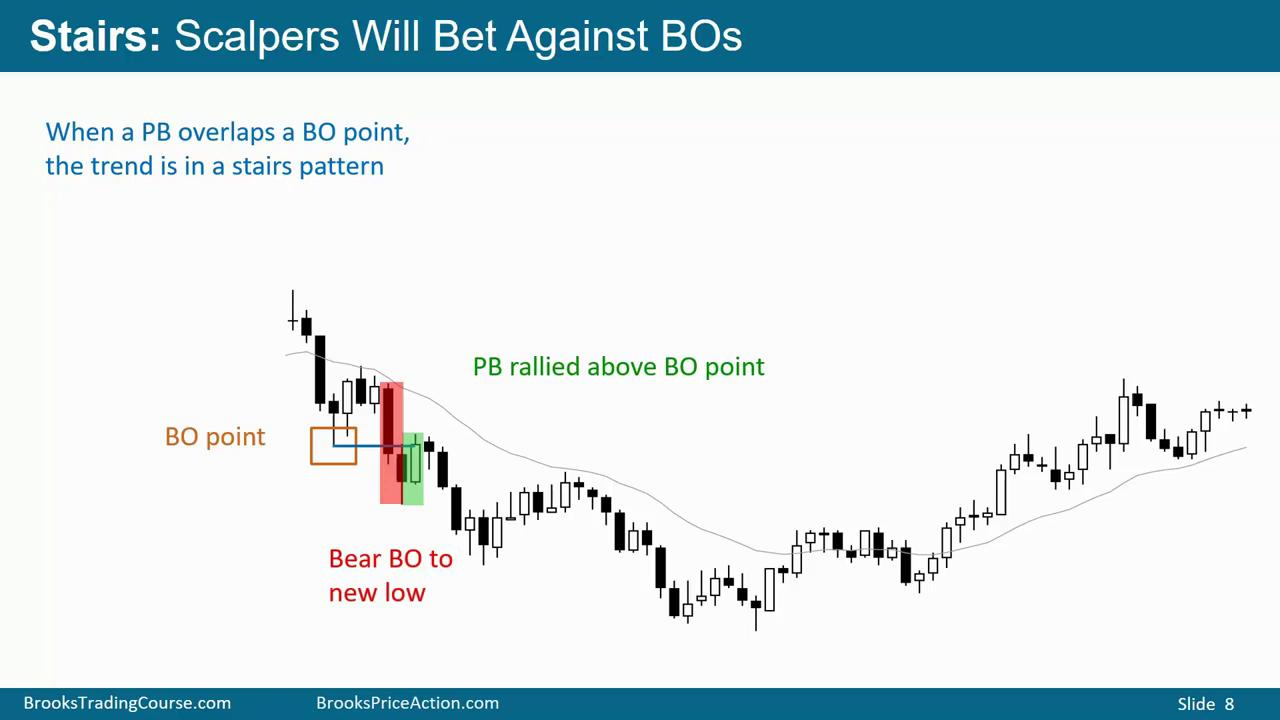 Stairs: Scalpers Will Bet Against BOs
When a PB overlaps a BO point,
the trend is in a stairs pattern
PB rallied above BO point
BO point
Bear BO to
new low
BrooksTradingCourse.com
BrooksPriceAction.com
Slide 8